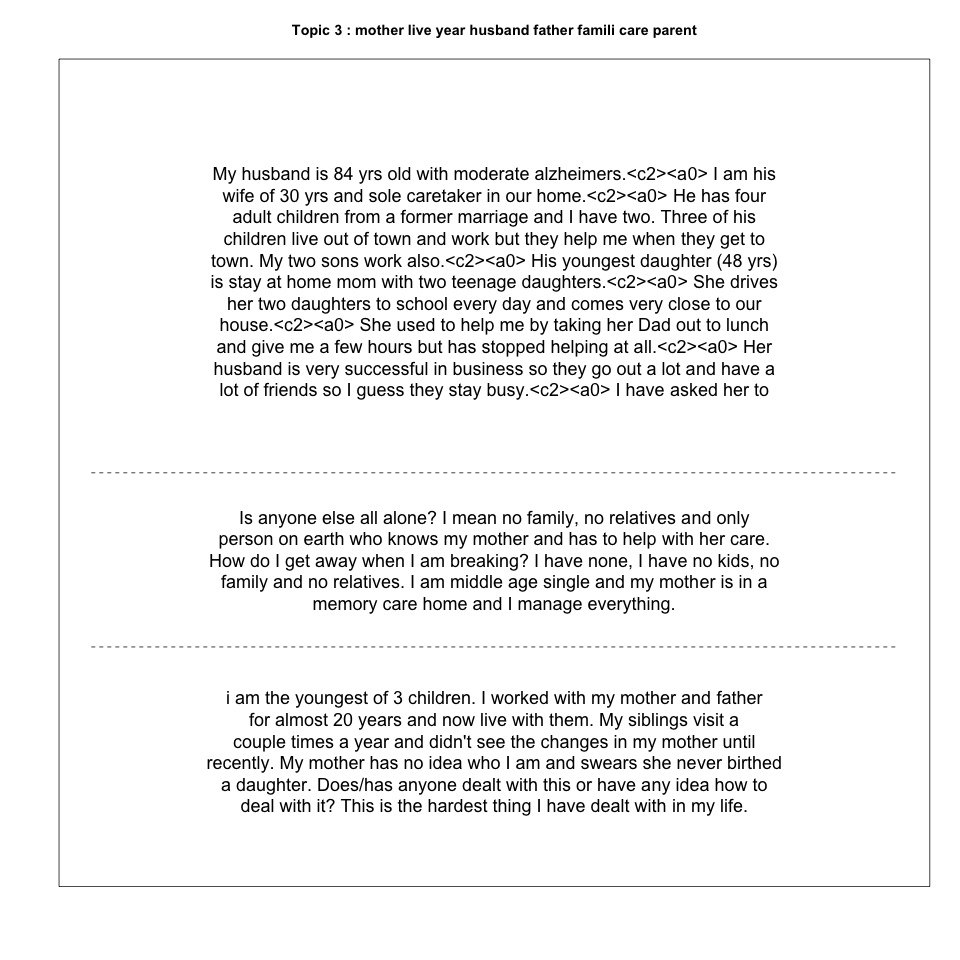 Topic 3 : mother live year husband father famili care parent
My husband is 84 yrs old with moderate alzheimers.<c2><a0> I am his
wife of 30 yrs and sole caretaker in our home.<c2><a0> He has four
adult children from a former marriage and I have two. Three of his
children live out of town and work but they help me when they get to
town. My two sons work also.<c2><a0> His youngest daughter (48 yrs)
is stay at home mom with two teenage daughters.<c2><a0> She drives
her two daughters to school every day and comes very close to our
house.<c2><a0> She used to help me by taking her Dad out to lunch
and give me a few hours but has stopped helping at all.<c2><a0> Her
husband is very successful in business so they go out a lot and have a
lot of friends so I guess they stay busy.<c2><a0> I have asked her to
Is anyone else all alone? I mean no family, no relatives and only
person on earth who knows my mother and has to help with her care.
How do I get away when I am breaking? I have none, I have no kids, no
family and no relatives. I am middle age single and my mother is in a
memory care home and I manage everything.
i am the youngest of 3 children. I worked with my mother and father
for almost 20 years and now live with them. My siblings visit a
couple times a year and didn't see the changes in my mother until
recently. My mother has no idea who I am and swears she never birthed
a daughter. Does/has anyone dealt with this or have any idea how to
deal with it? This is the hardest thing I have dealt with in my life.